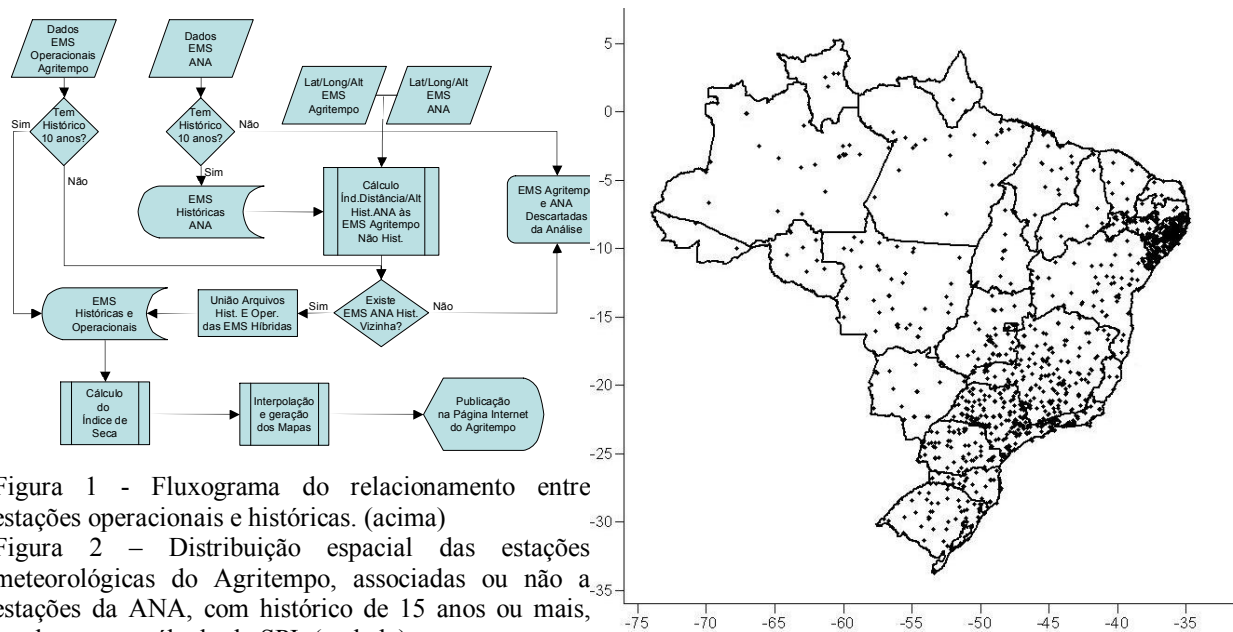 Dados
EMS
Operacionais
Agritempo
Dados
EMS
ANA
Lat/Long/Alt
EMS
Agritempo
Lat/Long/Alt
EMS
ANA
Tem
Histórico
10 anos?
Sim
Não
Tem
Histórico
10 anos?
Não
Sim
EMS
Históricas
ANA
Cálculo
Índ.Distância/Alt
Hist.ANA às
EMS Agritempo
Não Hist.
EMS Agritempo
e ANA
Descartadas
da Análise
EMS
Históricas e
Operacionais
União Arquivos
Hist. E Oper.
das EMS Híbridas
Sim
Existe
EMS ANA Hist.
Vizinha?
Não
Cálculo
do
Índice de
Seca
Interpolação
e geração
dos Mapas
Publicação
na Página Internet
do Agritempo
Figura 1 - Fluxograma do relacionamento entre
estações operacionais e históricas. (acima)
Figura 2 – Distribuição espacial das estações
meteorológicas do Agritempo, associadas ou não a
estações da ANA, com histórico de 15 anos ou mais,
5
0
-5
-10
-15
-20
-25
-30
-35
-75
-70
-65
-60
-55
-50
-45
-40
-35